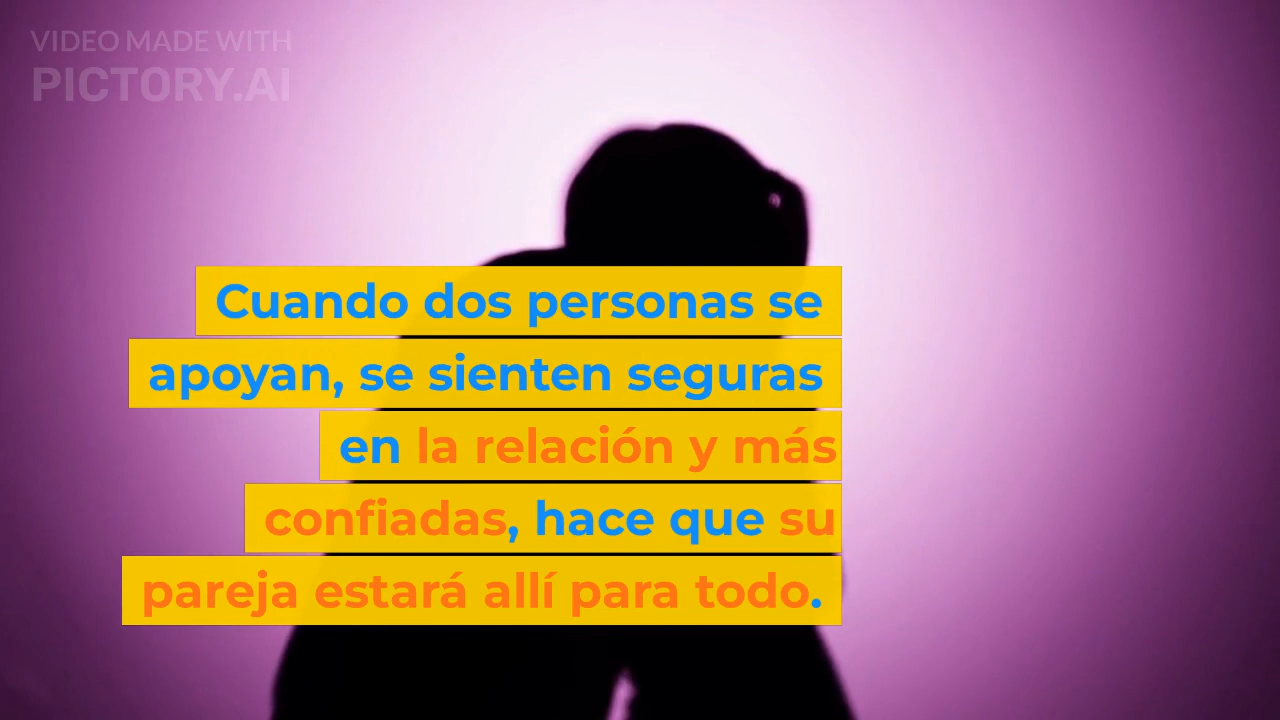 VIDEO MADE WITH
PICTORY.AI
Cuando dos personas se
apoyan, se sienten seguras
en la relación y más
confiadas, hace que su
pareja estará allí para todo.